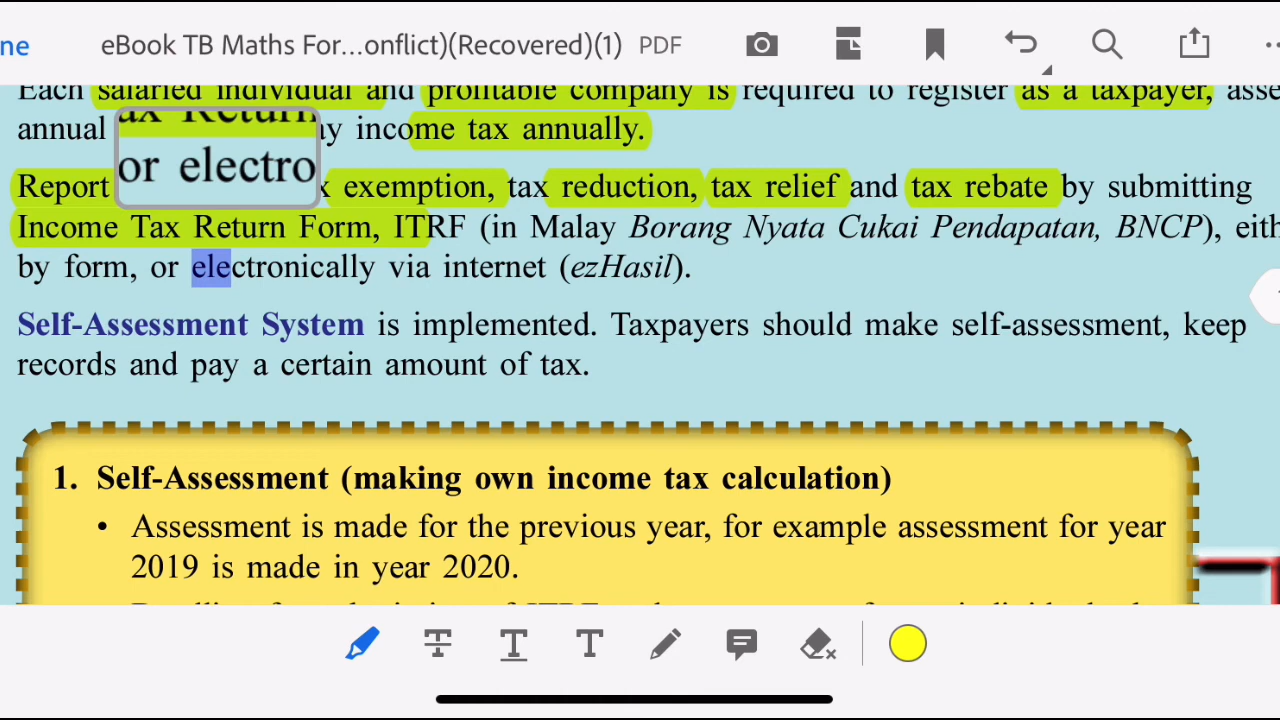 ne eBook TB Maths For...onflict)(Recovered)(1) PDF
Each salaried individual and profitable company is required to register as a taxpayer, asse
annual ay income tax annually.
ax Return
or electro
Report x exemption, tax reduction, tax relief and tax rebate by submitting
Income Tax Return Form, ITRF (in Malay Borang Nyata Cukai Pendapatan, BNCP), eith
by form, or electronically via internet (ezHasil).
Self-Assessment System is implemented. Taxpayers should make self-assessment, keep
records and pay a certain amount of tax.
1. Self-Assessment (making own income tax calculation)
• Assessment is made for the previous year, for example assessment for year
2019 is made in year 2020.